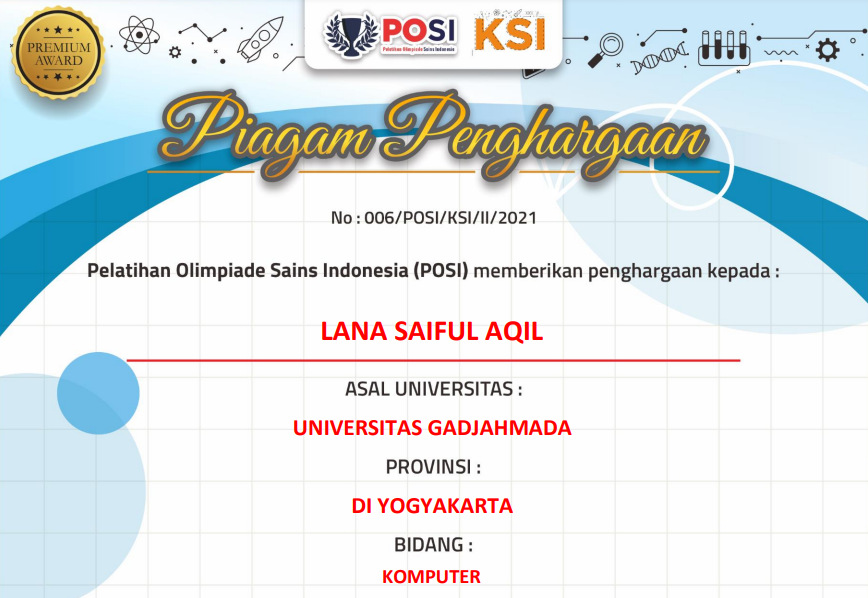 PREMIUM
AWARD
POSI
Pelatihan Olimpiade Sains Indonesia
KSI
Piagam Penghargaan
No : 006/POSI/KSI/II/2021
Pelatihan Olimpiade Sains Indonesia (POSI) memberikan penghargaan kepada :
LANA SAIFUL AQIL
ASAL UNIVERSITAS :
UNIVERSITAS GADJAHMADA
PROVINSI :
DI YOGYAKARTA
BIDANG :
KOMPUTER